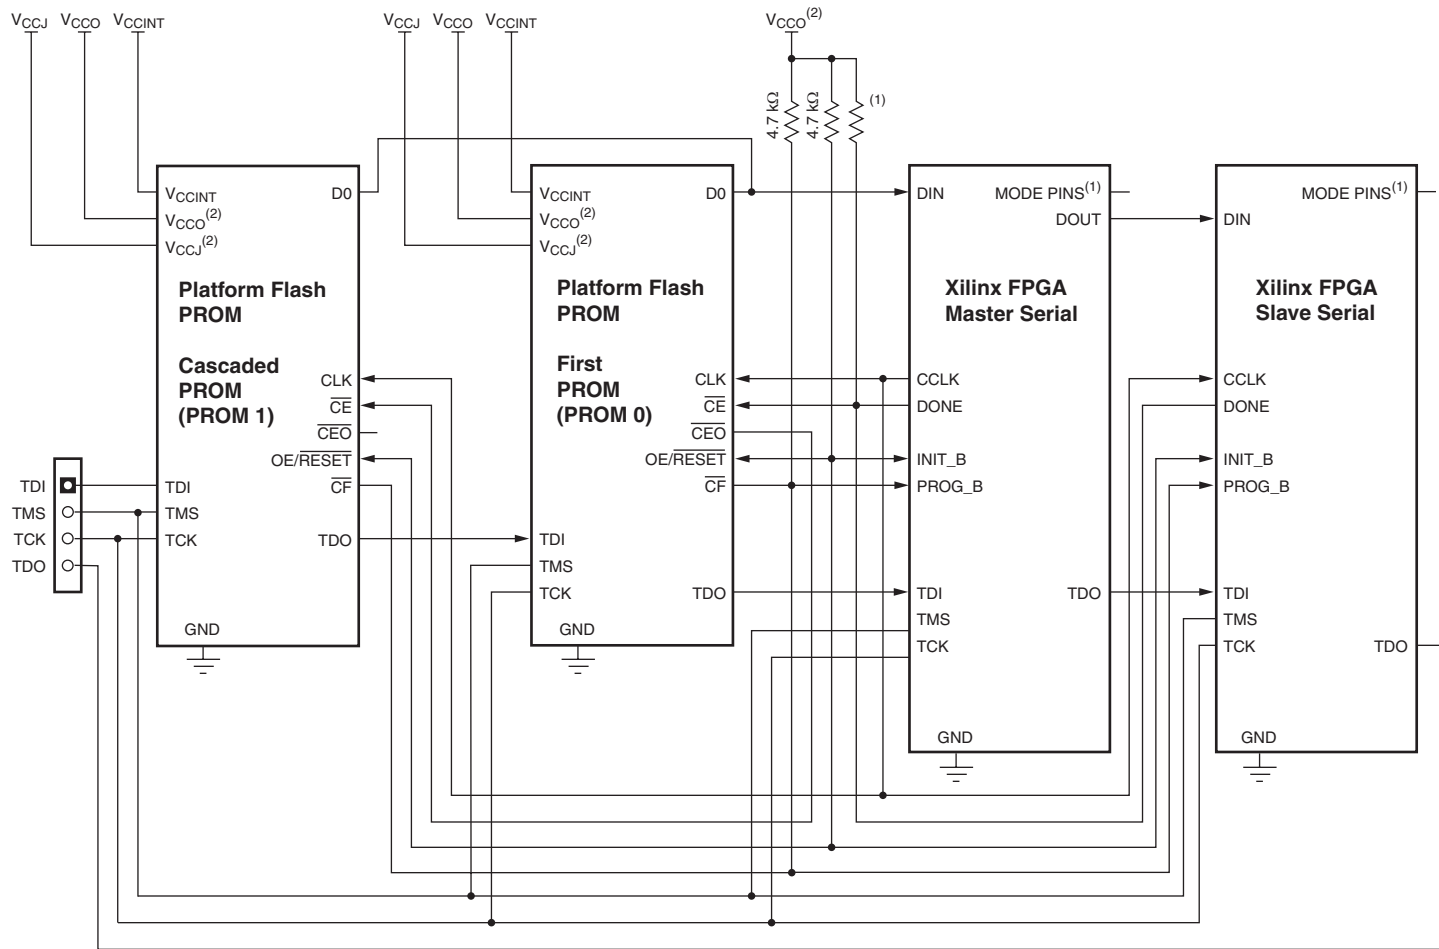 VCCJ VCCO VCCINT
VCCJ VCCO VCCINT
VCCO(2)
4.7 kΩ
4.7 kΩ
(1)
VCCINT
VCCO(2)
VCCJ(2)
D0
Platform Flash
PROM
Cascaded
PROM
(PROM 1)
CLK
CE
CEO
OE/RESET
CF
TDI
TMS
TCK
TDO
GND
TDI
TMS
TCK
TDO
VCCINT
VCCO(2)
VCCJ(2)
D0
Platform Flash
PROM
First
PROM
(PROM 0)
CLK
CE
CEO
OE/RESET
CF
TDI
TMS
TCK
TDO
GND
DIN
MODE PINS(1)
DOUT
Xilinx FPGA
Master Serial
CCLK
DONE
INIT_B
PROG_B
TDI
TMS
TCK
TDO
GND
MODE PINS(1)
DIN
Xilinx FPGA
Slave Serial
CCLK
DONE
INIT_B
PROG_B
TDI
TMS
TCK
TDO
GND